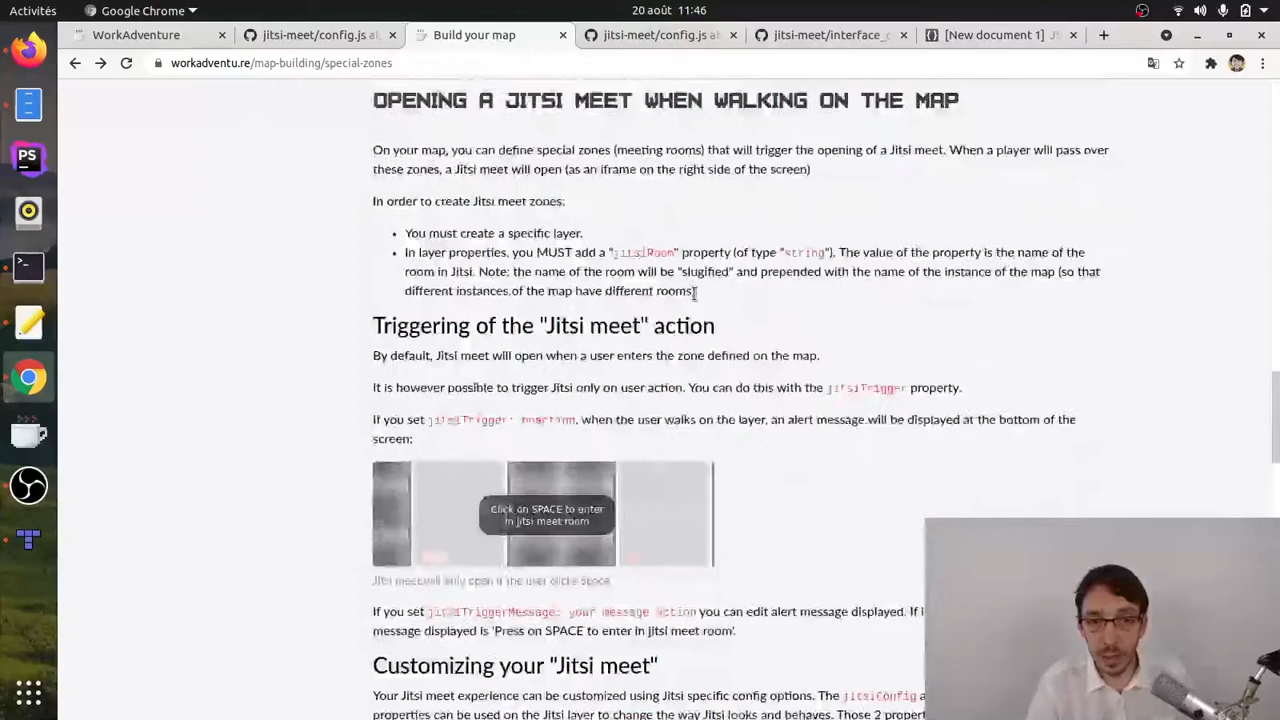 Activités
Google Chrome
20 août 11:46
WorkAdventure
jitsi-meet/config.js at
Build your map
jitsi-meet/config.js at
jitsi-meet/interface_c
[New document 1] JS
workadventu.re/map-building/special-zones
OPENING A JITSI MEET WHEN WALKING ON THE MAP
On your map, you can define special zones (meeting rooms) that will trigger the opening of a Jitsi meet. When a player will pass over
these zones, a Jitsi meet will open (as an iframe on the right side of the screen)
In order to create Jitsi meet zones:
You must create a specific layer.
In layer properties, you MUST add a "jitsiRoom" property (of type "string"). The value of the property is the name of the
room in Jitsi. Note: the name of the room will be "slugified" and prepended with the name of the instance of the map (so that
different instances of the map have different rooms)
Triggering of the "Jitsi meet" action
By default, Jitsi meet will open when a user enters the zone defined on the map.
It is however possible to trigger Jitsi only on user action. You can do this with the jitsiTrigger property.
If you set jitsiTrigger: onaction, when the user walks on the layer, an alert message will be displayed at the bottom of the
screen:
Click on SPACE to enter
in jitsi meet room
Jitsi meet will only open if the user clicks Space
If you set jitsiTriggerMessage: your message action you can edit alert message displayed. If i
message displayed is 'Press on SPACE to enter in jitsi meet room'.
Customizing your "Jitsi meet"
Your Jitsi meet experience can be customized using Jitsi specific config options. The jitsiConfig a
properties can be used on the Jitsi layer to change the way Jitsi looks and behaves. Those 2 propert